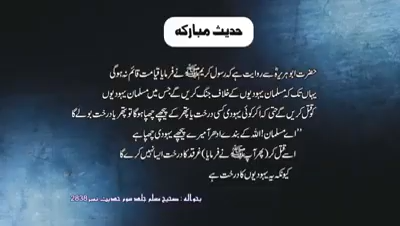 حدیث مبارکہ
حضرت ابو ہریرہؓ سے روایت ہے کہ رسول کریم ﷺ نے فرمایا قیامت قائم نہ ہوگی
یہاں تک کہ مسلمان یہودیوں کے خلاف جنگ کریں گے جس میں مسلمان یہودیوں
کو قتل کریں گے حتیٰ کہ اگر کوئی یہودی کسی درخت یا پتھر کے پیچھے چھپا ہوگا تو پتھر یا درخت بولے گا
"اے مسلمان! اللہ کے بندے ادھر آ میرے پیچھے یہودی چھپا ہے
اسے قتل کر (پھر آپ ﷺ نے فرمایا) غرقد کا درخت ایسا نہیں کرے گا
کیونکہ یہ یہودیوں کا درخت ہے
بحوالہ : صحیح مسلم جلد سوم حدیث نمبر 2838